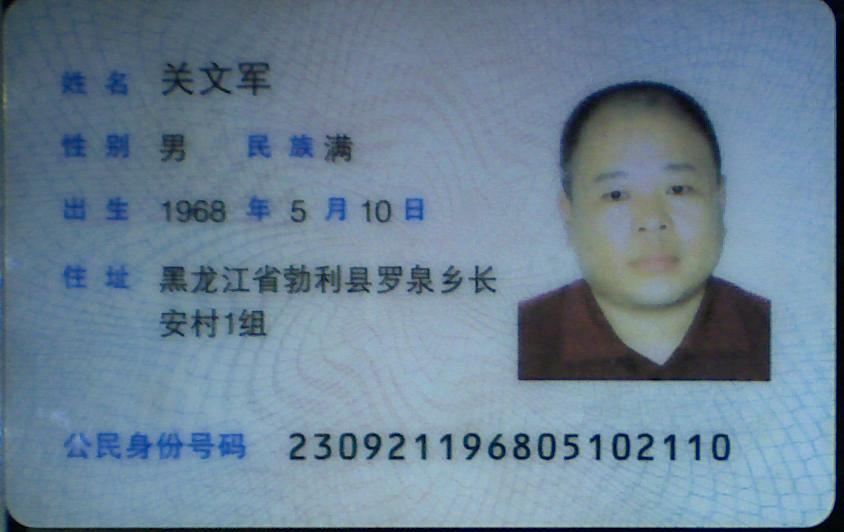 姓名 关文军
性别 男 民族 满
出生 1968 年 5 月 10 日
住址 黑龙江省勃利县罗泉乡长
安村1组
公民身份号码 230921196805102110